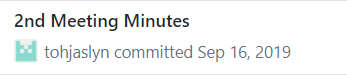 2nd Meeting Minutes
tohjaslyn committed Sep 16, 2019